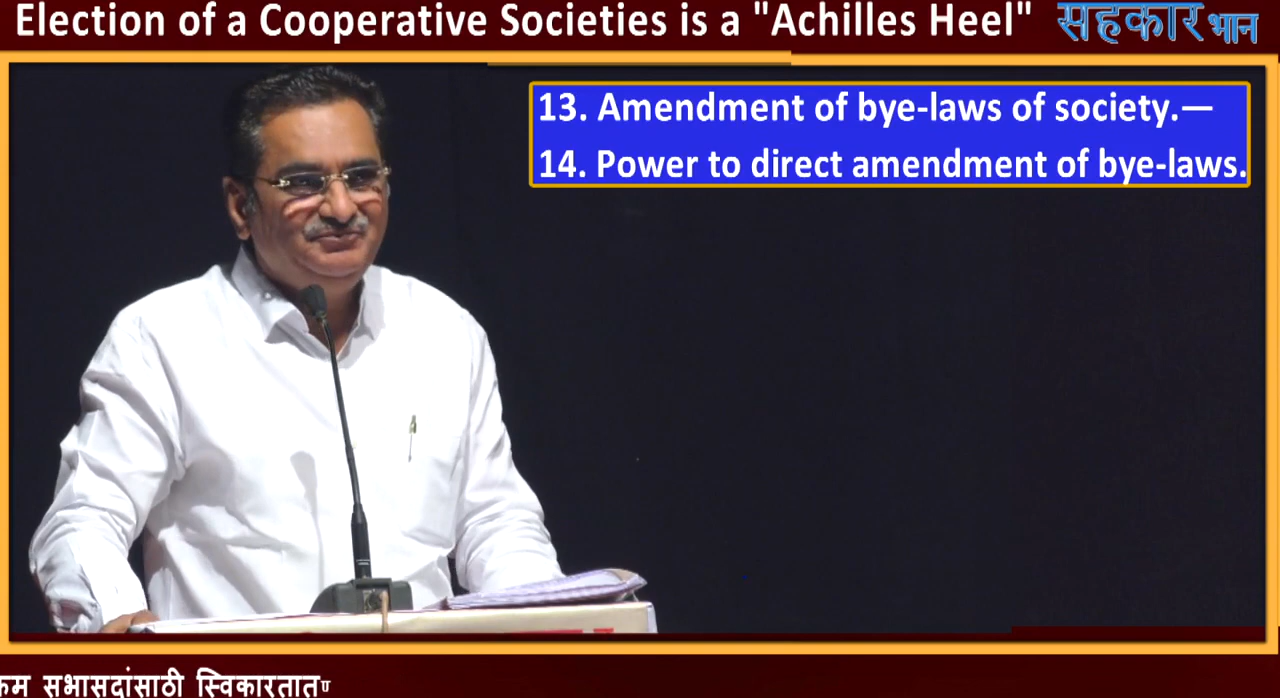 Election of a Cooperative Societies is a "Achilles Heel" सहकार भान
13. Amendment of bye-laws of society.—
14. Power to direct amendment of bye-laws.
सभासदांसाठी स्विकारतात